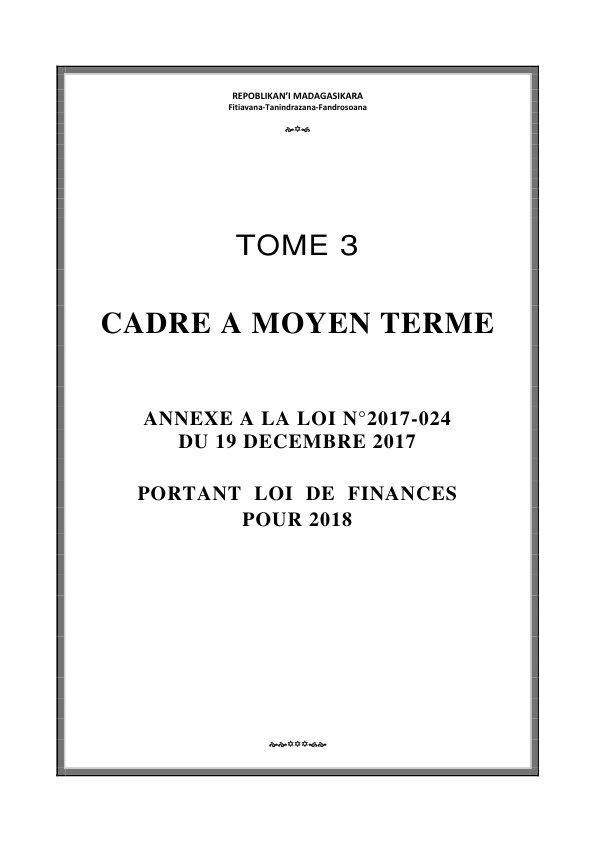 REPOBLIKAN'I MADAGASIKARA
Fitiavana-Tanindrazana-Fandrosoana
TOME 3
CADRE A MOYEN TERME
ANNEXE A LA LOI N°2017-024
DU 19 DECEMBRE 2017
PORTANT LOI DE FINANCES
POUR 2018